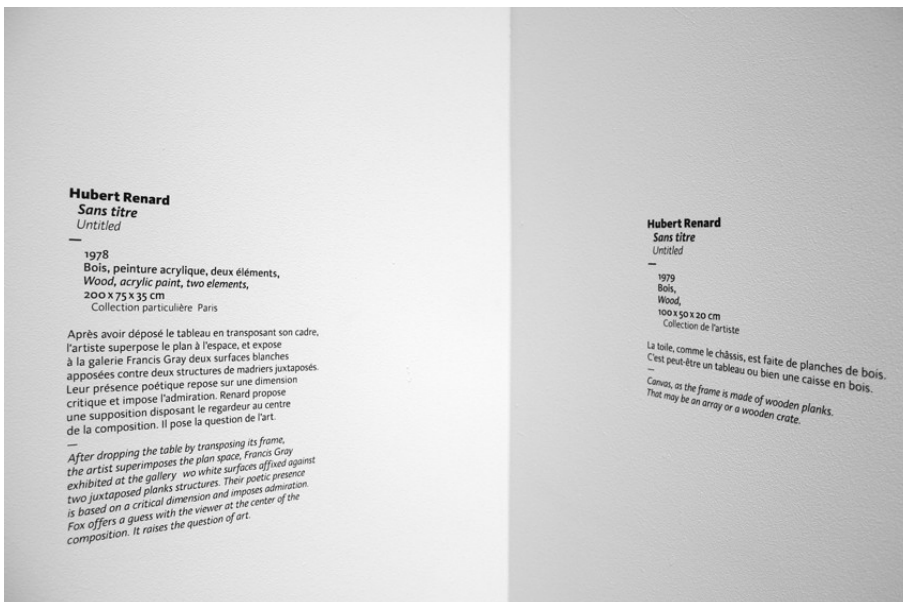 Hubert Renard
Sans titre
Untitled
—
1978
Bois, peinture acrylique, deux éléments,
Wood, acrylic paint, two elements,
200 x 75 x 35 cm
Collection particulière Paris
Après avoir déposé le tableau en transposant son cadre,
l'artiste superpose le plan à l'espace, et expose
à la galerie Francis Gray deux surfaces blanches
apposées contre deux structures de madriers juxtaposés.
Leur présence poétique repose sur une dimension
critique et impose l'admiration. Renard propose
une supposition disposant le regardeur au centre
de la composition. Il pose la question de l'art.
—
After dropping the table by transposing its frame,
the artist superimposes the plan space, Francis Gray
exhibited at the gallery wo white surfaces affixed against
two juxtaposed planks structures. Their poetic presence
is based on a critical dimension and imposes admiration.
Fox offers a guess with the viewer at the center of the
composition. It raises the question of art.
Hubert Renard
Sans titre
Untitled
—
1979
Bois,
Wood,
100 x 50 x 20 cm
Collection de l'artiste
La toile, comme le châssis, est faite de planches de bois.
C'est peut-être un tableau ou bien une caisse en bois.
—
Canvas, as the frame is made of wooden planks.
That may be an array or a wooden crate.